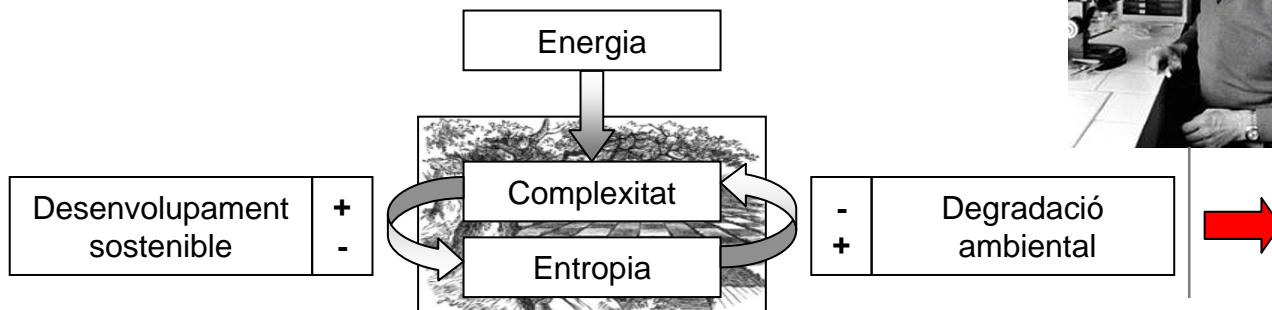 Energia
Complexitat
Desenvolupament
sostenible
+
-
-
+
Degradació
ambiental
Entropia